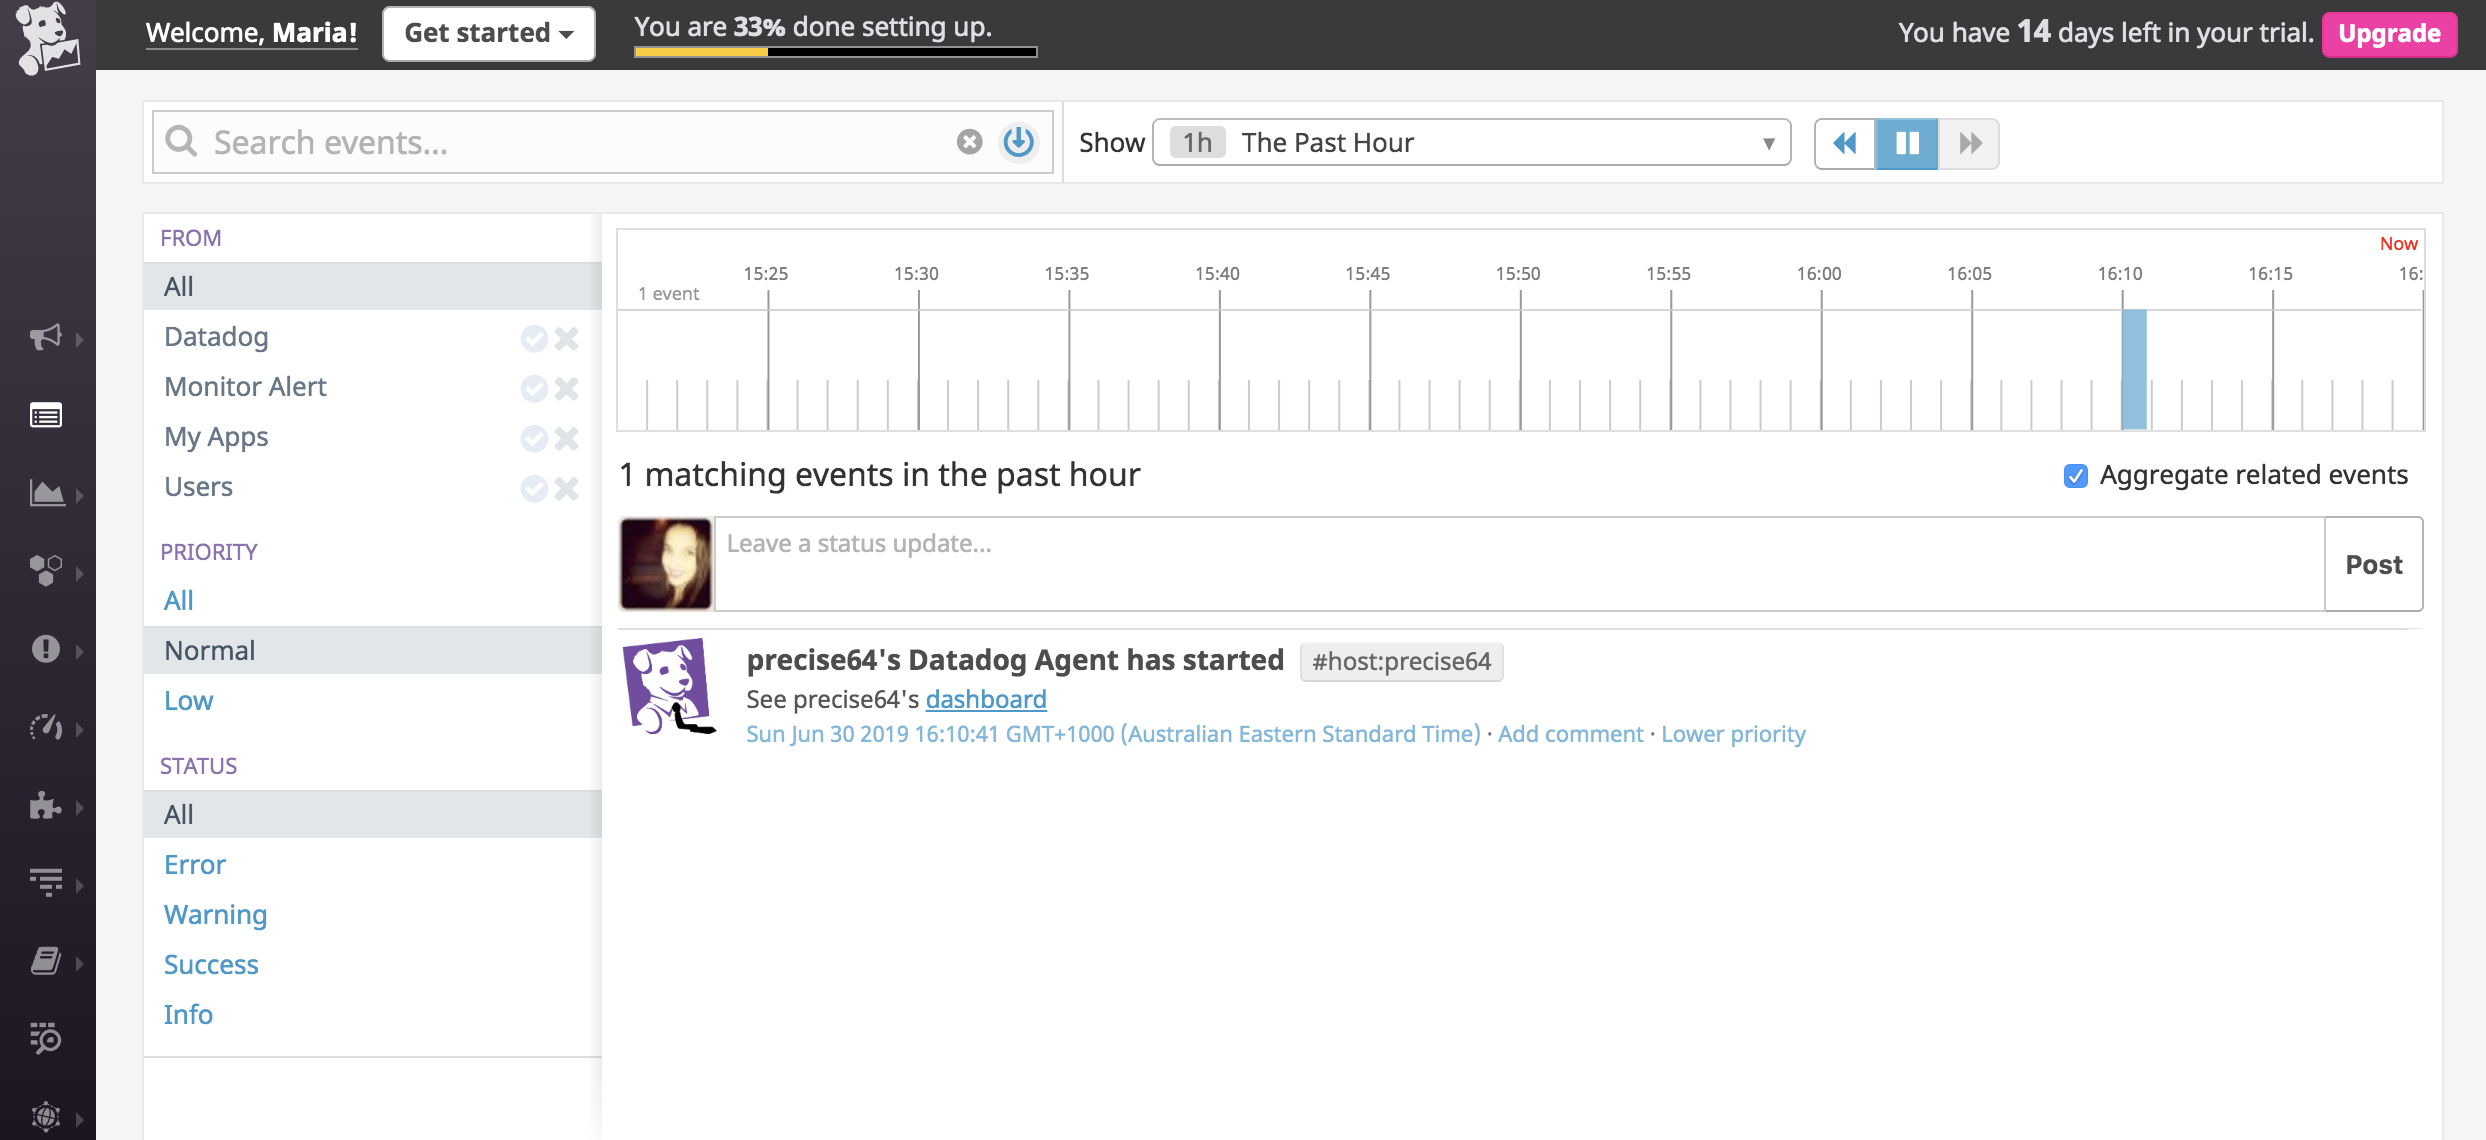 Welcome, Maria!
Get started
You are 33% done setting up.
You have 14 days left in your trial.
Upgrade
Search events...
Show
1h The Past Hour
FROM
All
Datadog
Monitor Alert
My Apps
Users
PRIORITY
All
Normal
Low
STATUS
All
Error
Warning
Success
Info
Now
15:25 15:30 15:35 15:40 15:45 15:50 15:55 16:00 16:05 16:10 16:15 16:
1 event
1 matching events in the past hour
Aggregate related events
Leave a status update...
Post
precise64's Datadog Agent has started #host:precise64
See precise64's dashboard
Sun Jun 30 2019 16:10:41 GMT+1000 (Australian Eastern Standard Time) · Add comment · Lower priority